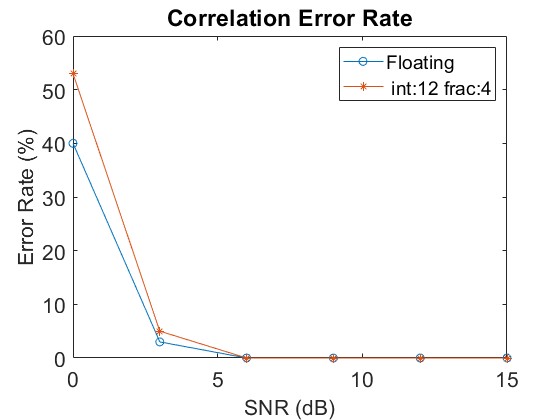 Correlation Error Rate
Floating
int:12 frac:4
Error Rate (%)
60
50
40
30
20
10
0
0
5
10
15
SNR (dB)